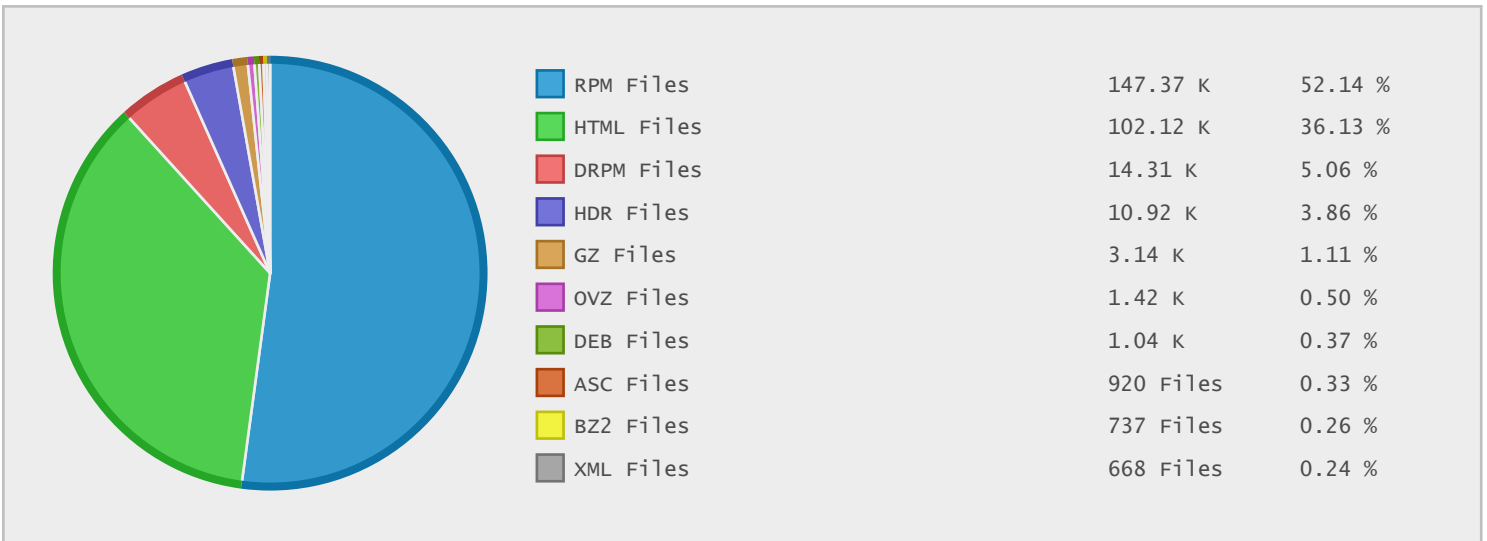 RPM Files 147.37 K 52.14 %
HTML Files 102.12 K 36.13 %
DRPM Files 14.31 K 5.06 %
HDR Files 10.92 K 3.86 %
GZ Files 3.14 K 1.11 %
OVZ Files 1.42 K 0.50 %
DEB Files 1.04 K 0.37 %
ASC Files 920 Files 0.33 %
BZ2 Files 737 Files 0.26 %
XML Files 668 Files 0.24 %